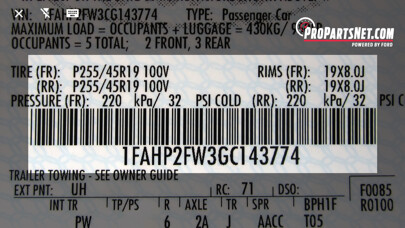 1FAHP2FW3CG143774 TYPE: Passenger Car
PROPARTSNET.COM
POWERED BY FORD
MAXIMUM LOAD = OCCUPANTS + LUGGAGE = 430KG/
OCCUPANTS = 5 TOTAL; 2 FRONT, 3 REAR
TIRE (FR): P255/45R19 100V RIMS (FR): 19X8.0J
(RR): P255/45R19 100V (RR): 19X8.0J
PRESSURE (FR): 220 kPa/ 32 PSI COLD (RR): 220 kPa/ 32 PSI COLD
1FAHP2FW3GC143774
TRAILER TOWING - SEE OWNER GUIDE
EXT PNT: UH RC: 71 DSO: F0085
INT TR TP/PS R AXLE TR SPR BPH1F R0100
PW 6 2A J AACC T05